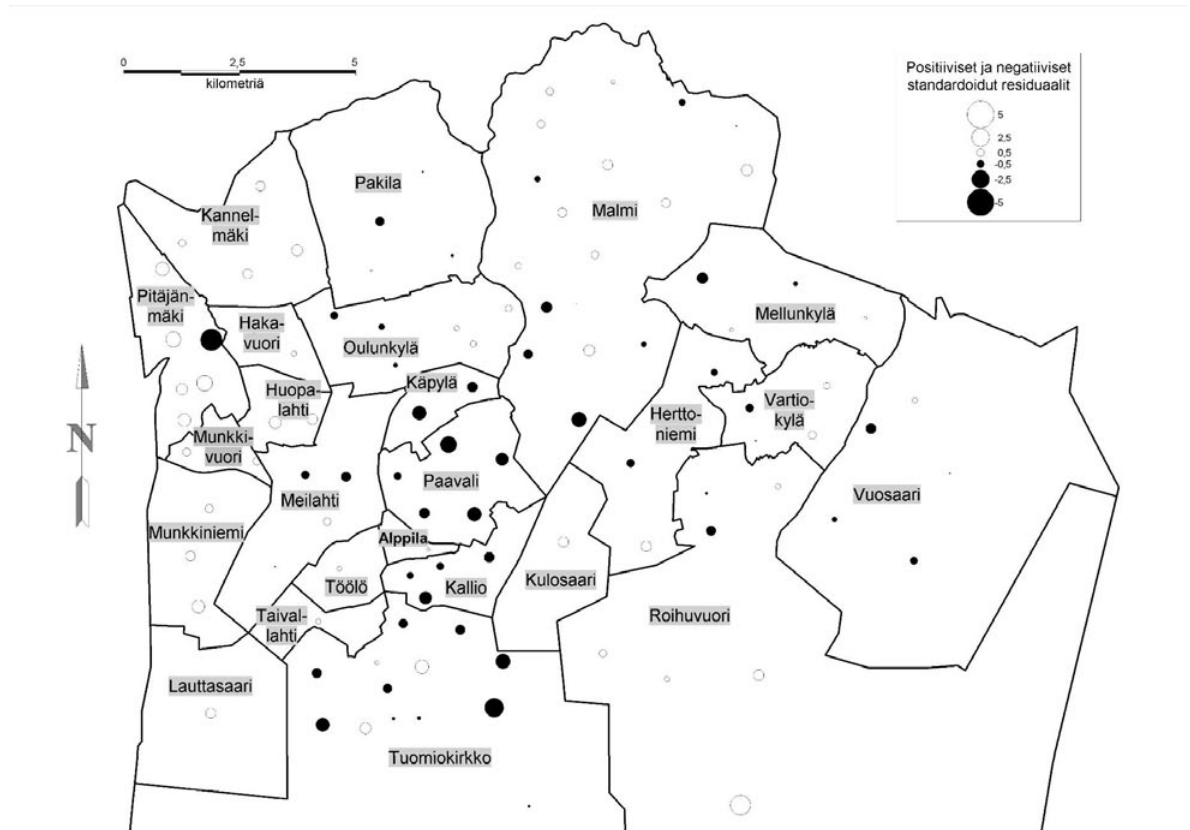 0 2,5 5
kilometriä
Positiiviset ja negatiiviset
standardoidut residuaalit
5
2,5
0,5
-0,5
-2,5
-5
Pakila
Kannel-
mäki
Malmi
Pitäjän-
mäki
Haka-
vuori
Oulunkylä
Mellunkylä
Käpylä
Huopa-
lahti
Hertto-
niemi
Vartio-
kylä
Munkki-
vuori
Meilahti
Paavali
Vuosaari
N
Munkkiniemi
Alppila
Töölö
Kallio
Kulosaari
Taival-
lahti
Roihuvuori
Lauttasaari
Tuomiokirkko